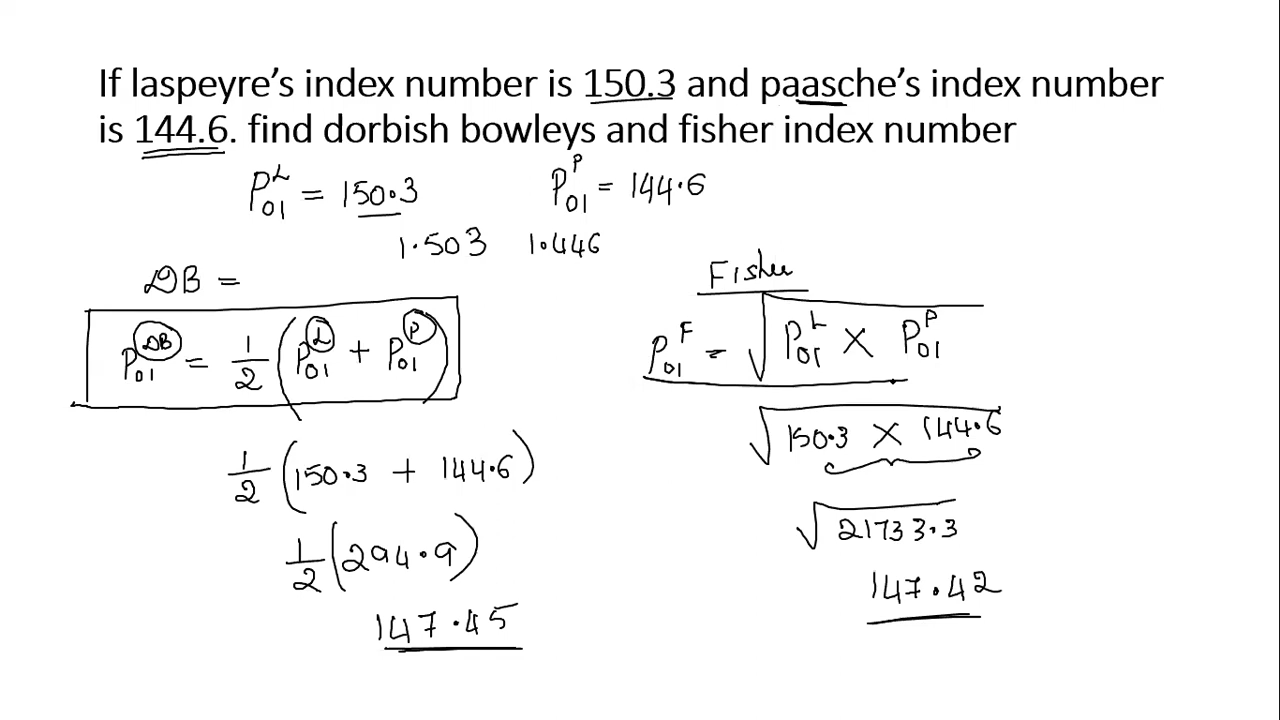 If laspeyre’s index number is 150.3 and paasche’s index number
is 144.6. find dorbish bowleys and fisher index number
P₀₁ᴸ = 150.3 P₀₁ᴾ = 144.6
1.503 1.446
DB =
P₀₁ᴰᴮ = 1/2 (P₀₁ᴸ + P₀₁ᴾ)
1/2 (150.3 + 144.6)
1/2 (294.9)
147.45
Fisher
P₀₁ᶠ = √(P₀₁ᴸ × P₀₁ᴾ)
√(150.3 × 144.6)
√21733.3
147.42